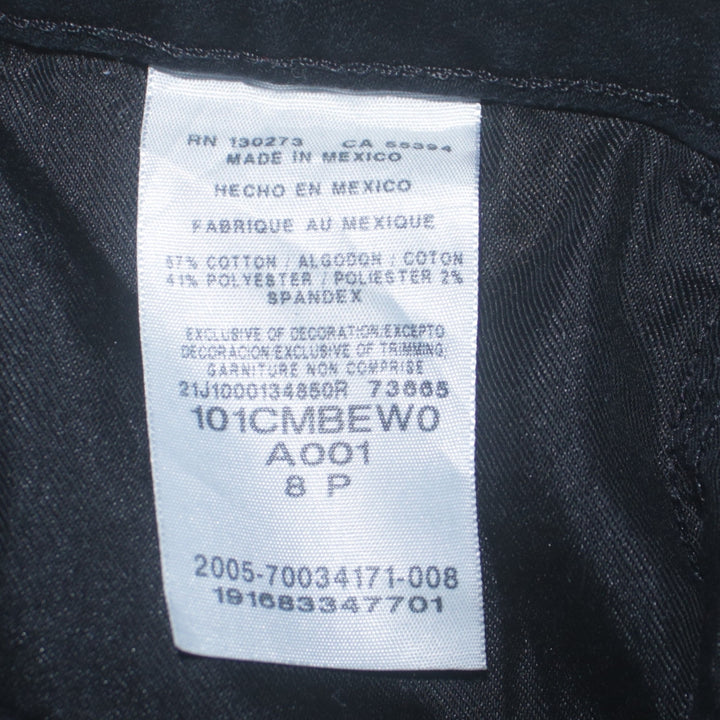 RN 130273 CA 55394
MADE IN MEXICO
HECHO EN MEXICO
FABRIQUE AU MEXIQUE
57% COTTON / ALGODON / COTON
41% POLYESTER / POLIESTER 2%
SPANDEX
EXCLUSIVE OF DECORATION/EXCEPTO
DECORACION/EXCLUSIVE OF TRIMMING
GARNITURE NON COMPRISE
21J1000134850R 73665
101CMBEW0
A001
8 P
2005-70034171-008
191683347701